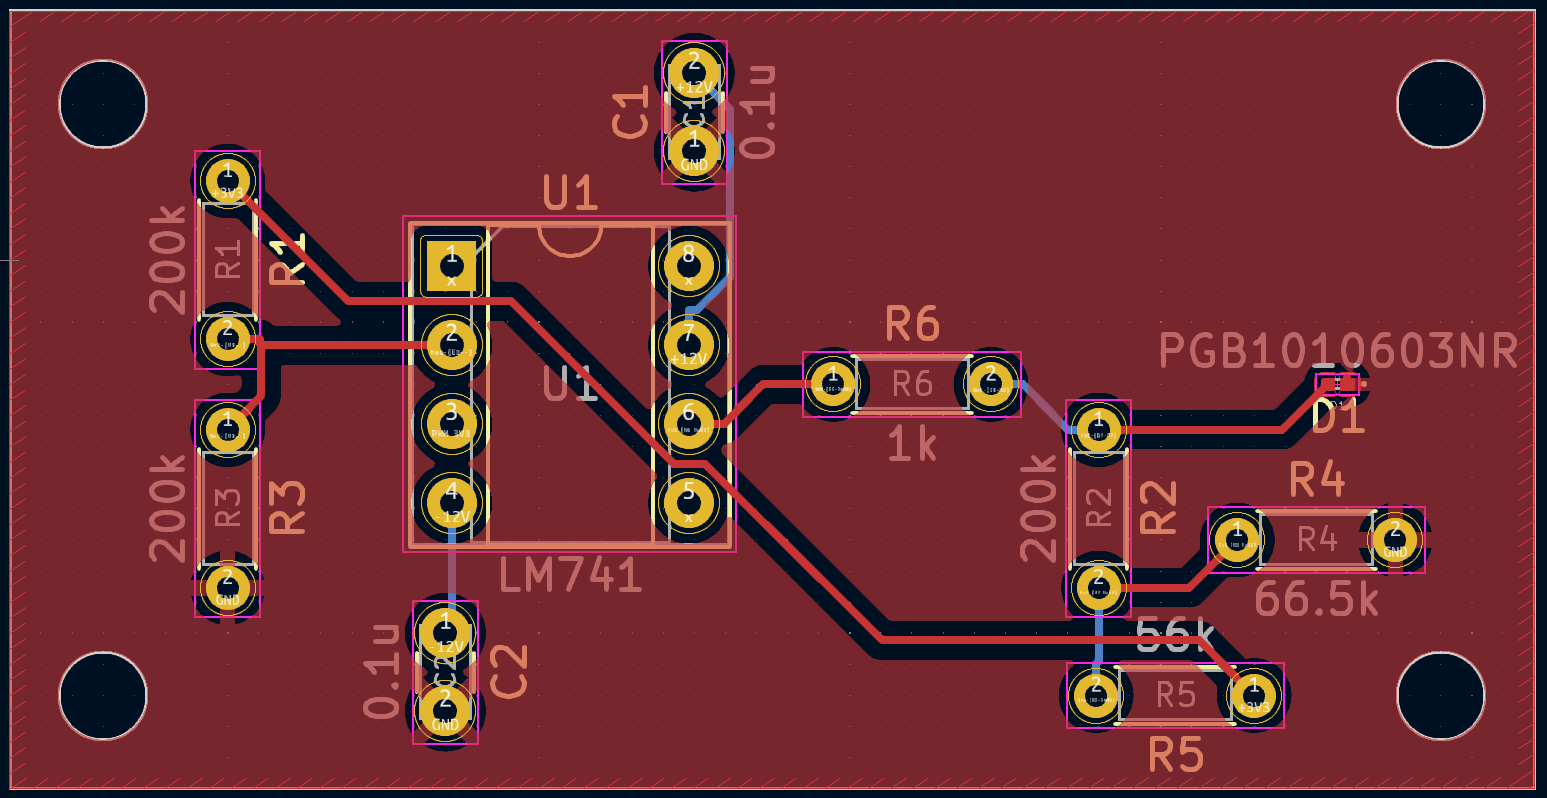 2
+12V
C1
C1
0.1u
1
GND
1
+3V3
200k
R1
R1
2
U1
1
x
8
x
2
7
+12V
U1
3
PWM_3W3
6
4
-12V
5
x
LM741
1
200k
R3
R3
2
GND
R6
1
R6
2
1k
PGB1010603NR
D1
1
200k
R2
R2
2
R4
1
R4
2
GND
66.5k
56k
2
R5
1
+3V3
R5
1
-12V
0.1u
C2
C2
2
GND